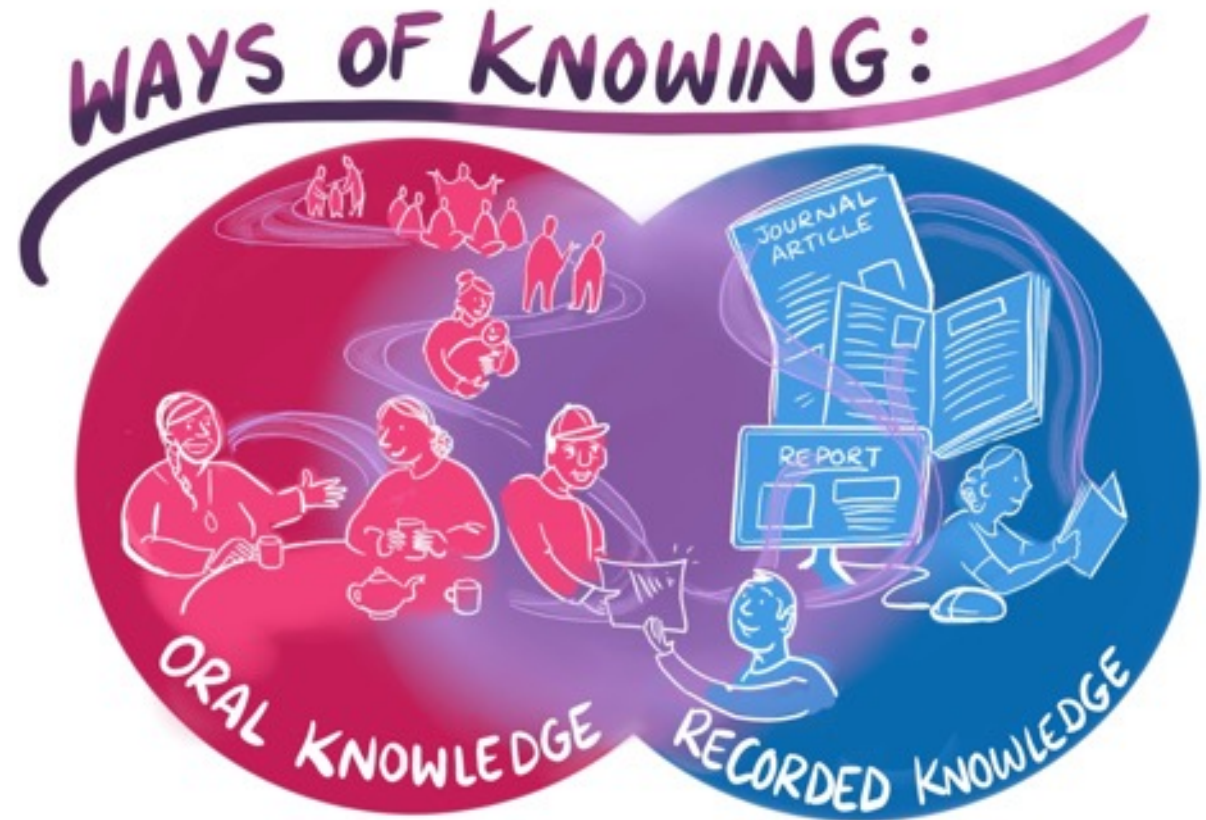 WAYS OF KNOWING:
JOURNAL
ARTICLE
REPORT
ORAL KNOWLEDGE
RECORDED KNOWLEDGE